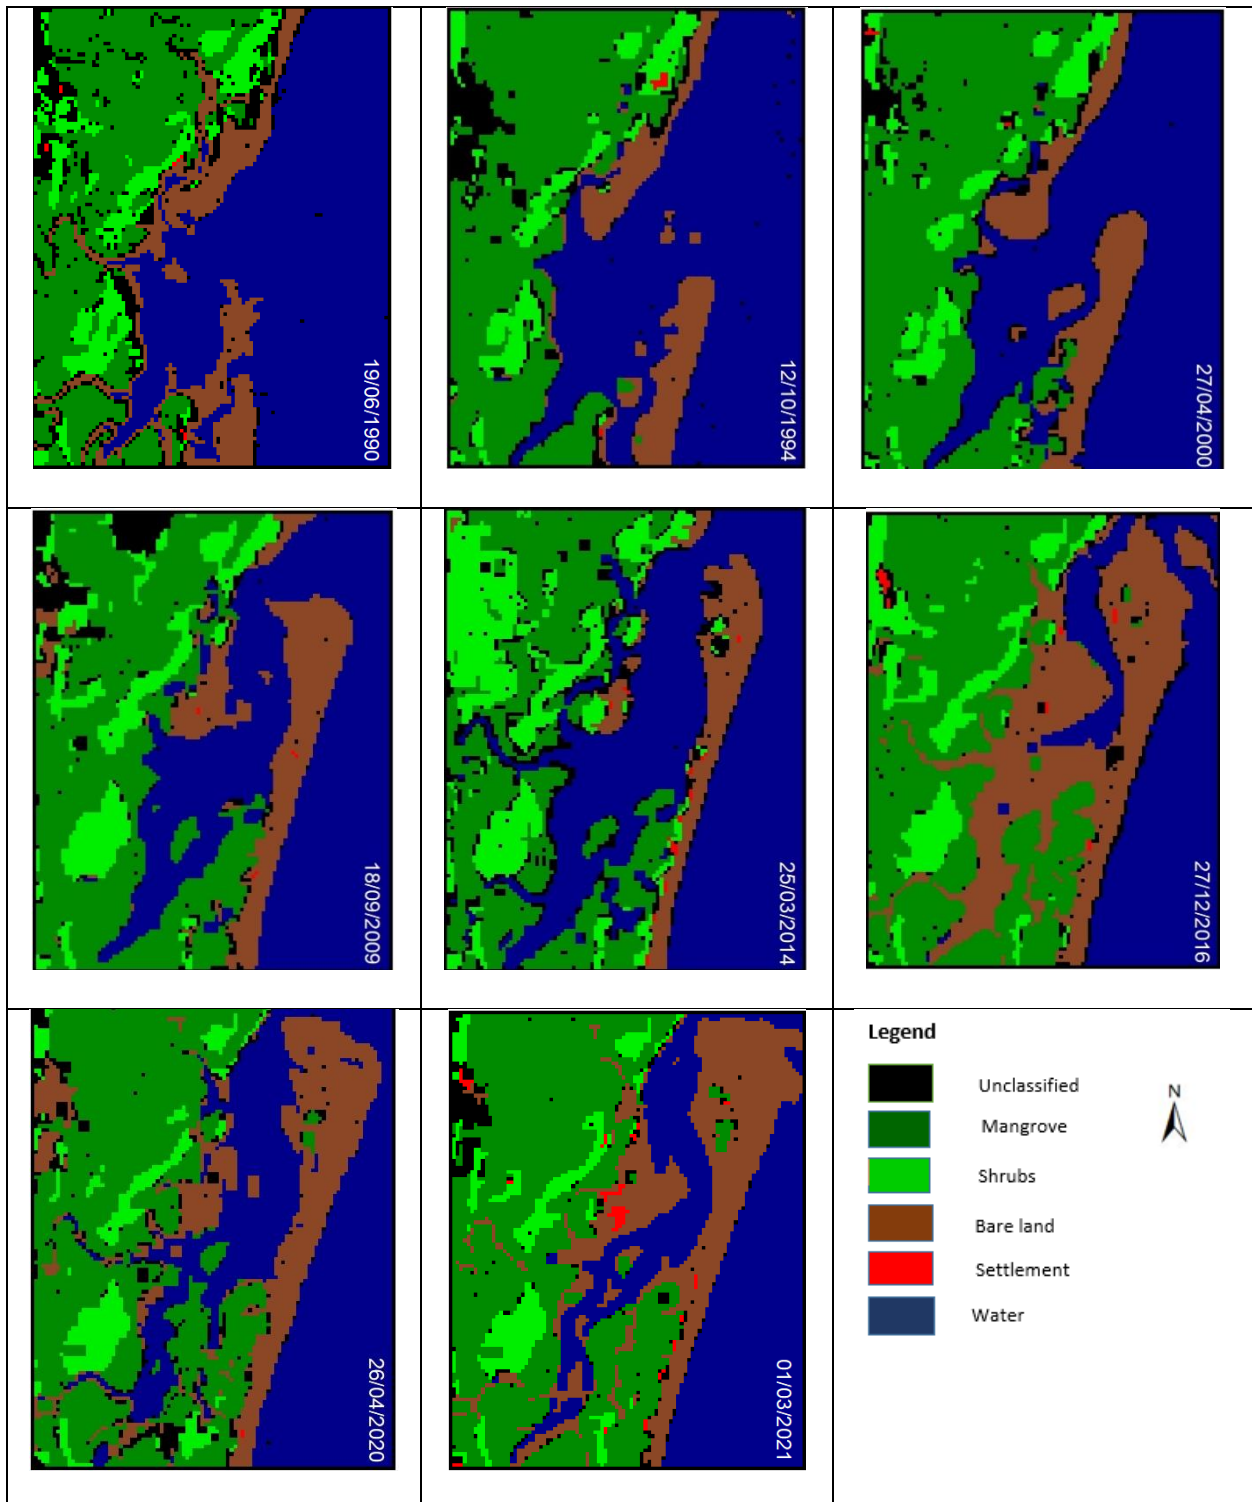 19/06/1990
12/10/1994
27/04/2000
18/09/2009
25/03/2014
27/12/2016
26/04/2020
01/03/2021
Legend
Unclassified
Mangrove
Shrubs
Bare land
Settlement
Water
N